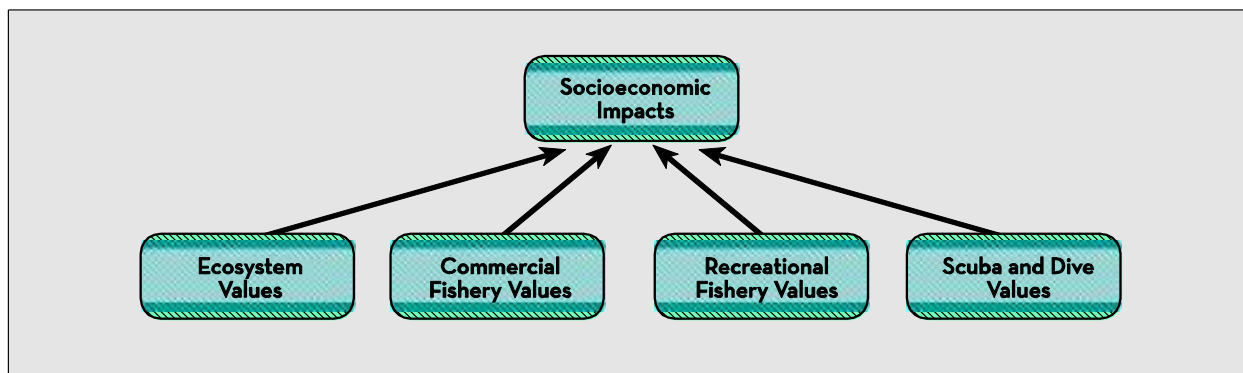 Socioeconomic
Impacts
Ecosystem
Values
Commercial
Fishery Values
Recreational
Fishery Values
Scuba and Dive
Values